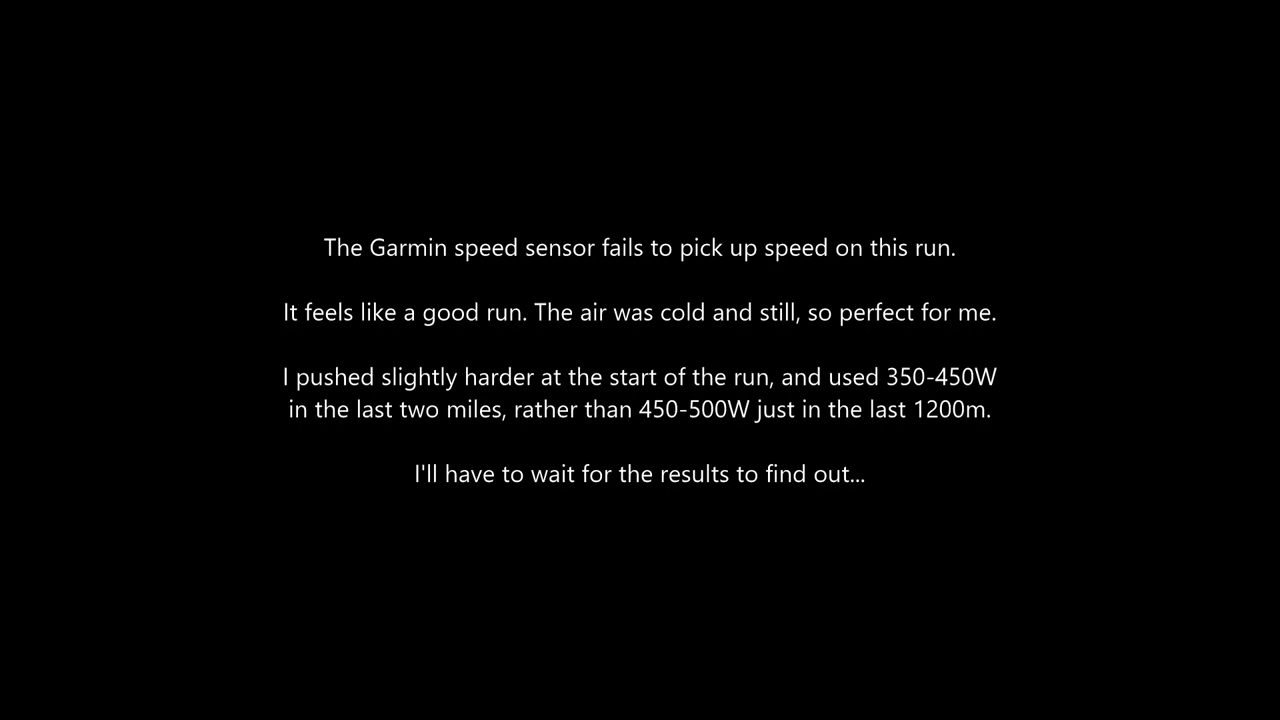 The Garmin speed sensor fails to pick up speed on this run.
It feels like a good run. The air was cold and still, so perfect for me.
I pushed slightly harder at the start of the run, and used 350-450W
in the last two miles, rather than 450-500W just in the last 1200m.
I'll have to wait for the results to find out...